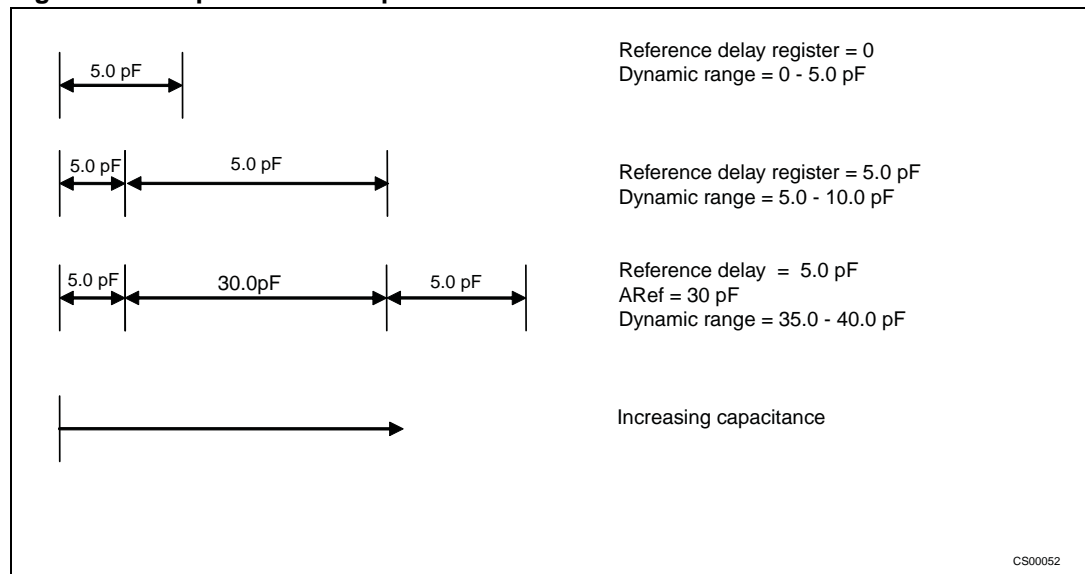 5.0 pF
Reference delay register = 0
Dynamic range = 0 - 5.0 pF
5.0 pF
5.0 pF
Reference delay register = 5.0 pF
Dynamic range = 5.0 - 10.0 pF
5.0 pF
30.0pF
5.0 pF
Reference delay = 5.0 pF
ARef = 30 pF
Dynamic range = 35.0 - 40.0 pF
Increasing capacitance
CS00052